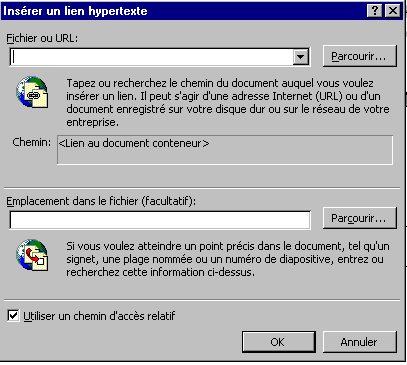 Insérer un lien hypertexte
Fichier ou URL:
Parcourir...
Tapez ou recherchez le chemin du document auquel vous voulez
insérer un lien. Il peut s'agir d'une adresse Internet (URL) ou d'un
document enregistré sur votre disque dur ou sur le réseau de votre
entreprise.
Chemin: <Lien au document conteneur>
Emplacement dans le fichier (facultatif):
Parcourir...
Si vous voulez atteindre un point précis dans le document, tel qu'un
signet, une plage nommée ou un numéro de diapositive, entrez ou
recherchez cette information ci-dessus.
Utiliser un chemin d'accès relatif
OK Annuler